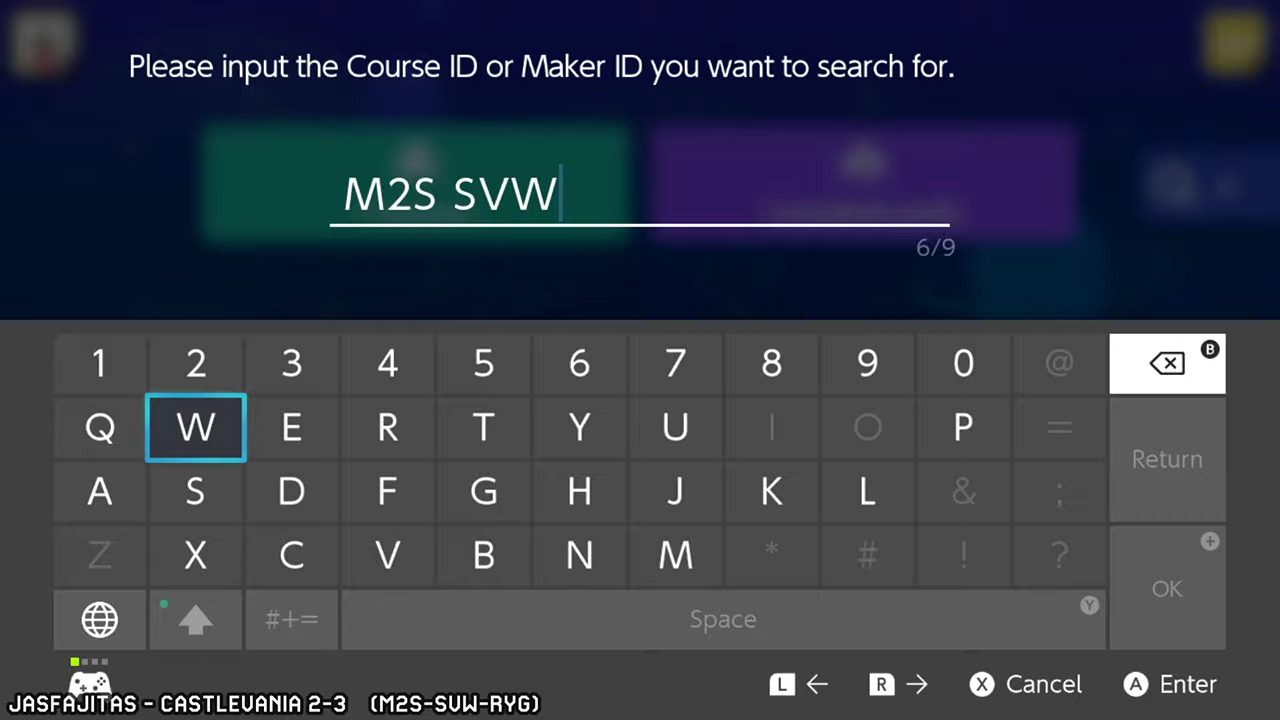 Please input the Course ID or Maker ID you want to search for.
M2S SVW
6/9
1 2 3 4 5 6 7 8 9 0 @ B
Q W E R T Y U I O P =
Return
A S D F G H J K L & ;
Z X C V B N M * # ! ? +
OK
#+= Space Y
L ← R → X Cancel A Enter
JASFAJITAS - CASTLEVANIA 2-3 (M2S-SVW-RYG)